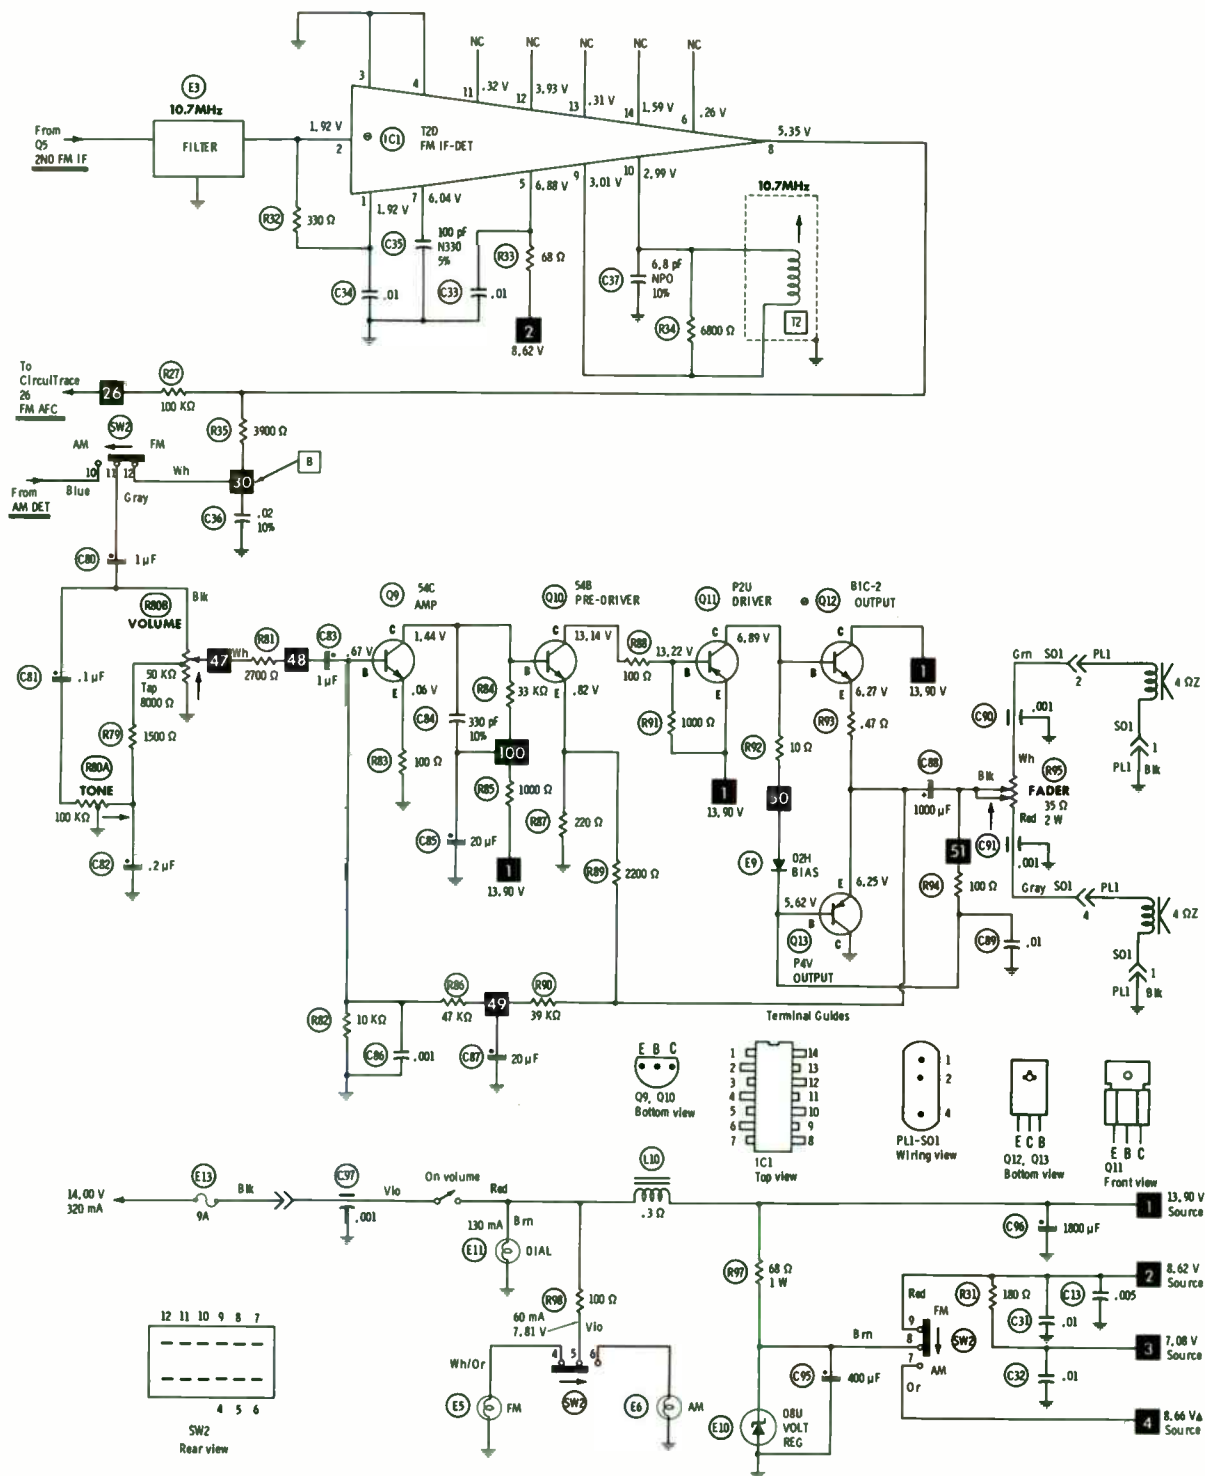 NC
NC
NC
NC
NC
3
4
11
.32 V
12
3.93 V
13
.31 V
14
1.59 V
6
.26 V
E3
10.7MHz
FILTER
From
Q5
2NO FM IF
1.92 V
2
IC1
T2D
FM IF-DET
5.35 V
8
1
1.92 V
7
6.04 V
5
6.88 V
9
3.01 V
10
2.99 V
10.7MHz
R32
330 Ω
C35
100 pF
N330
5%
R33
68 Ω
C37
6.8 pF
NPO
10%
C34
.01
C33
.01
2
8.62 V
R34
6800 Ω
T2
To
CircuiTrace
26
FM AFC
26
R27
100 KΩ
SW2
AM
FM
R35
3900 Ω
10
11
12
Wh
30
B
From
AM DET
Blue
Gray
C36
.02
10%
C80
1 µF
Blk
R80B
VOLUME
C81
.1µF
50 KΩ
Tap
8000 Ω
47
Wh
R81
2700 Ω
48
C83
1µF
R79
1500 Ω
R80A
TONE
100 KΩ
C82
.2µF
Q9
54C
AMP
.67 V
B
C
1.44 V
E
.06 V
R83
100 Ω
C84
330 pF
10%
R84
33 KΩ
100
R85
1000 Ω
C85
20 µF
1
13.90 V
Q10
54B
PRE-DRIVER
B
C
13.14 V
E
.82 V
R87
220 Ω
R88
100 Ω
R89
2200 Ω
Q11
P2U
DRIVER
13.22 V
B
C
6.89 V
E
R91
1000 Ω
1
13.90 V
Q12
B1C-2
OUTPUT
B
C
E
6.27 V
1
13.90 V
R92
10 Ω
50
R93
.47 Ω
E9
02H
BIAS
5.62 V
B
E
6.25 V
C
Q13
P4V
OUTPUT
C88
1000 µF
Blk
51
R94
100 Ω
C89
.01
Grn
SO1
PL1
2
4 ΩZ
C90
.001
Wh
R95
FADER
35 Ω
2 W
Red
C91
.001
SO1
1
PL1
Blk
Gray
SO1
PL1
4
4 ΩZ
SO1
1
PL1
Blk
R82
10 KΩ
C86
.001
R86
47 KΩ
49
R90
39 KΩ
C87
20 µF
Terminal Guides
E B C
Q9, Q10
Bottom view
1
2
3
4
5
6
7
14
13
12
11
10
9
8
IC1
Top view
1
2
4
PL1-SO1
Wiring view
E C B
Q12, Q13
Bottom view
E B C
Q11
Front view
14.00 V
320 mA
E13
9A
Blk
C97
.001
Vio
On volume
Red
L10
.3 Ω
130 mA
Brn
E11
DIAL
R98
100 Ω
60 mA
7.81 V
Vio
4
5
6
SW2
Wh/Or
E5
FM
E6
AM
R97
68 Ω
1 W
Brn
C95
400 µF
E10
08U
VOLT
REG
C96
1800 µF
1
13.90 V
Source
2
8.62 V
Source
3
7.08 V
Source
4
8.66 V▲
Source
Red
9
8
7
FM
SW2
AM
Or
R31
180 Ω
C31
.01
C13
.005
C32
.01
12 11 10 9 8 7
4 5 6
SW2
Rear view